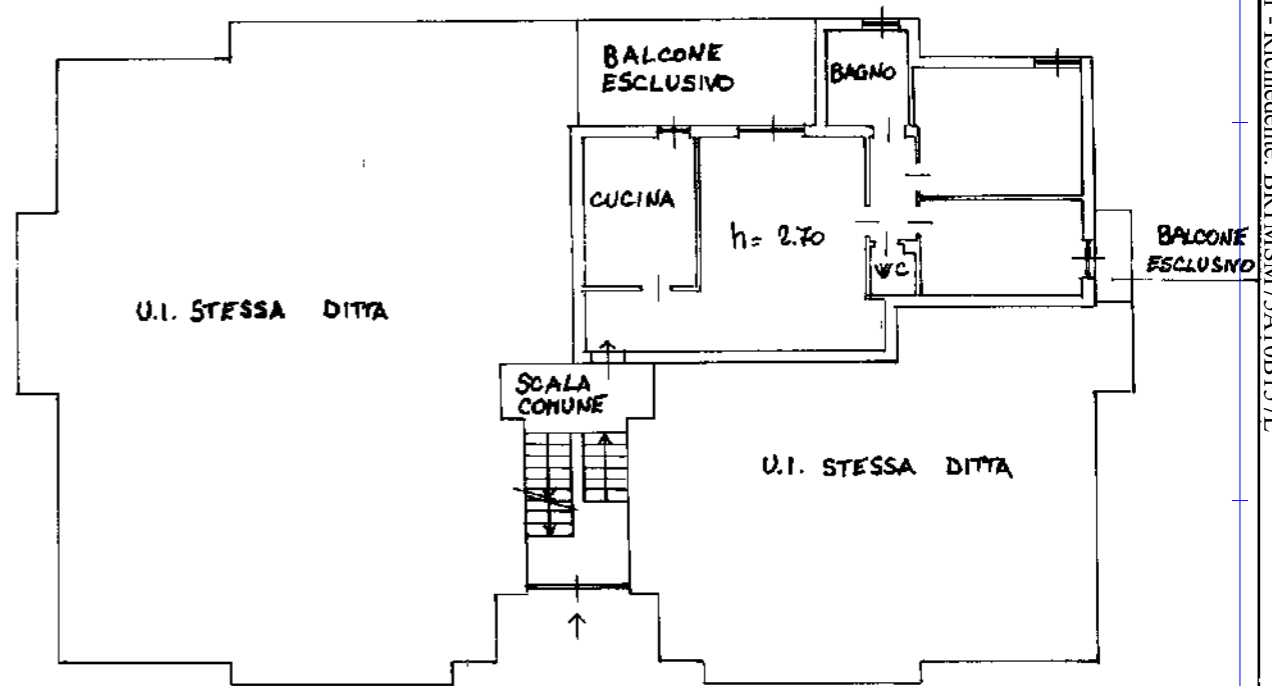 BALCONE
ESCLUSIVO
BAGNO
CUCINA
h= 2.70
WC
BALCONE
ESCLUSIVO
U.I. STESSA DITTA
SCALA
COMUNE
U.I. STESSA DITTA